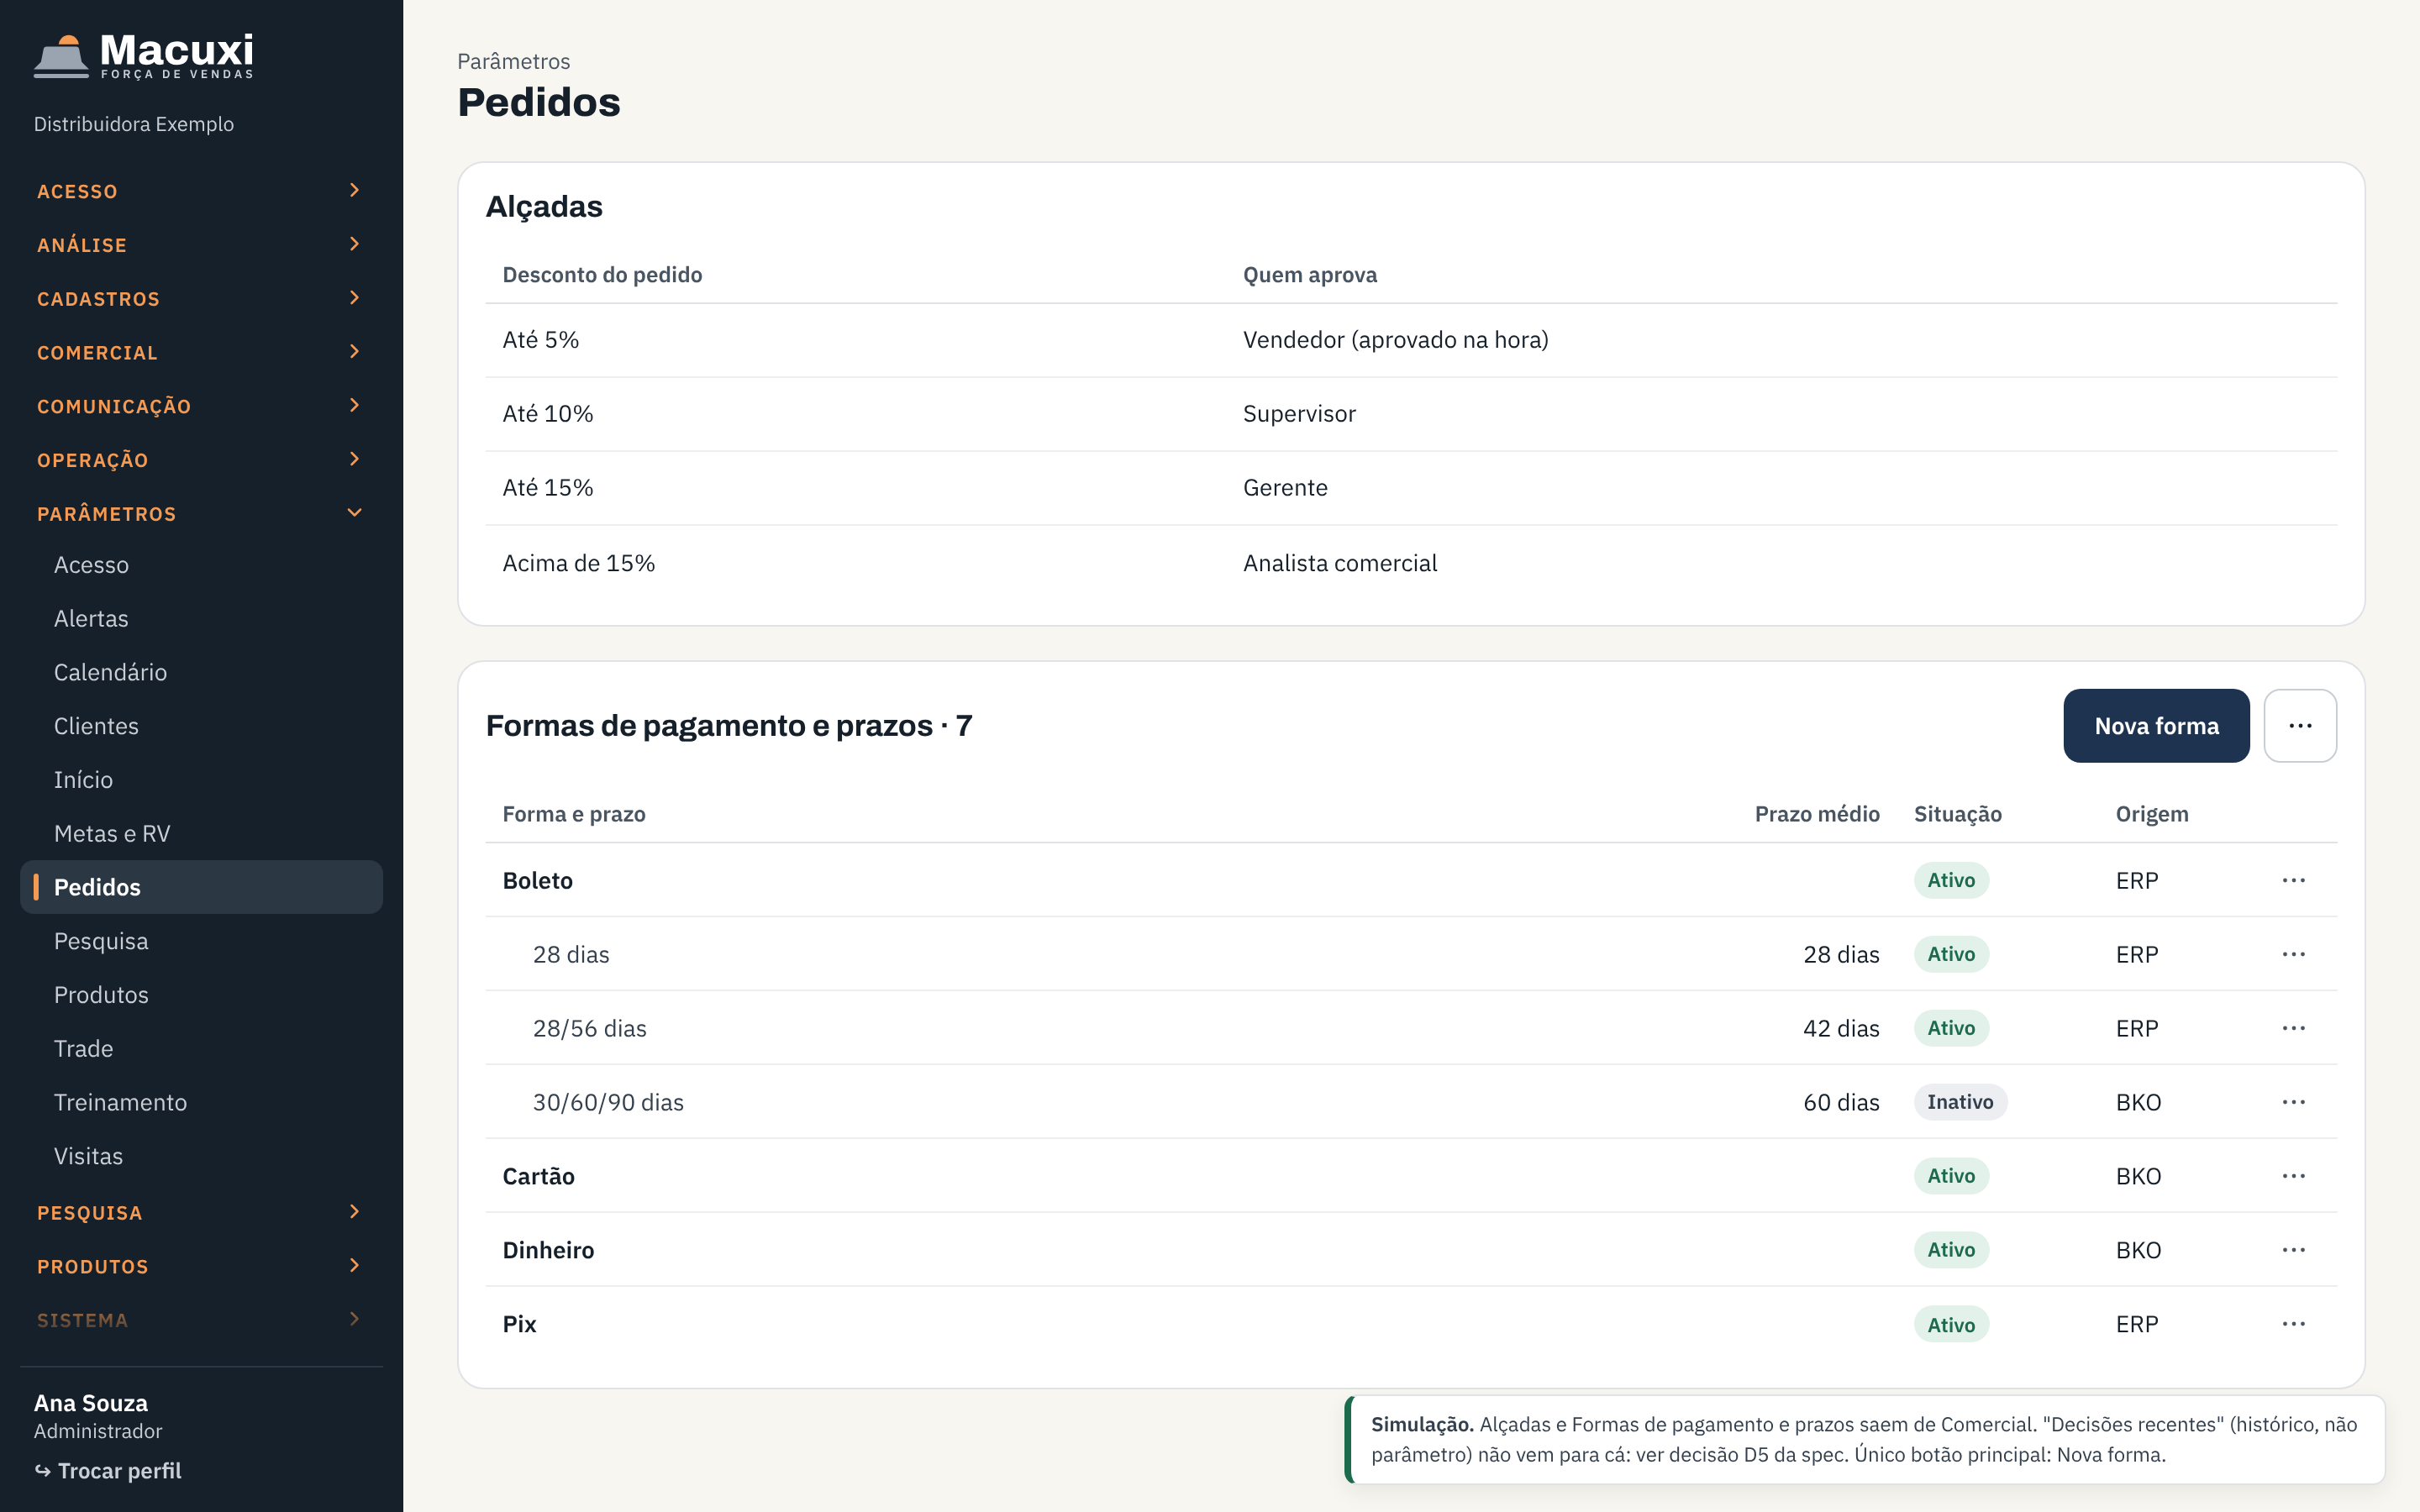 Macuxi
FORÇA DE VENDAS
Distribuidora Exemplo
ACESSO
ANÁLISE
CADASTROS
COMERCIAL
COMUNICAÇÃO
OPERAÇÃO
PARÂMETROS
Acesso
Alertas
Calendário
Clientes
Início
Metas e RV
Pedidos
Pesquisa
Produtos
Trade
Treinamento
Visitas
PESQUISA
PRODUTOS
SISTEMA
Ana Souza
Administrador
↪ Trocar perfil
Parâmetros
Pedidos
Alçadas
Desconto do pedido Quem aprova
Até 5% Vendedor (aprovado na hora)
Até 10% Supervisor
Até 15% Gerente
Acima de 15% Analista comercial
Formas de pagamento e prazos · 7 Nova forma ···
Forma e prazo Prazo médio Situação Origem
Boleto Ativo ERP ···
28 dias 28 dias Ativo ERP ···
28/56 dias 42 dias Ativo ERP ···
30/60/90 dias 60 dias Inativo BKO ···
Cartão Ativo BKO ···
Dinheiro Ativo BKO ···
Pix Ativo ERP ···
Simulação. Alçadas e Formas de pagamento e prazos saem de Comercial. "Decisões recentes" (histórico, não
parâmetro) não vem para cá: ver decisão D5 da spec. Único botão principal: Nova forma.